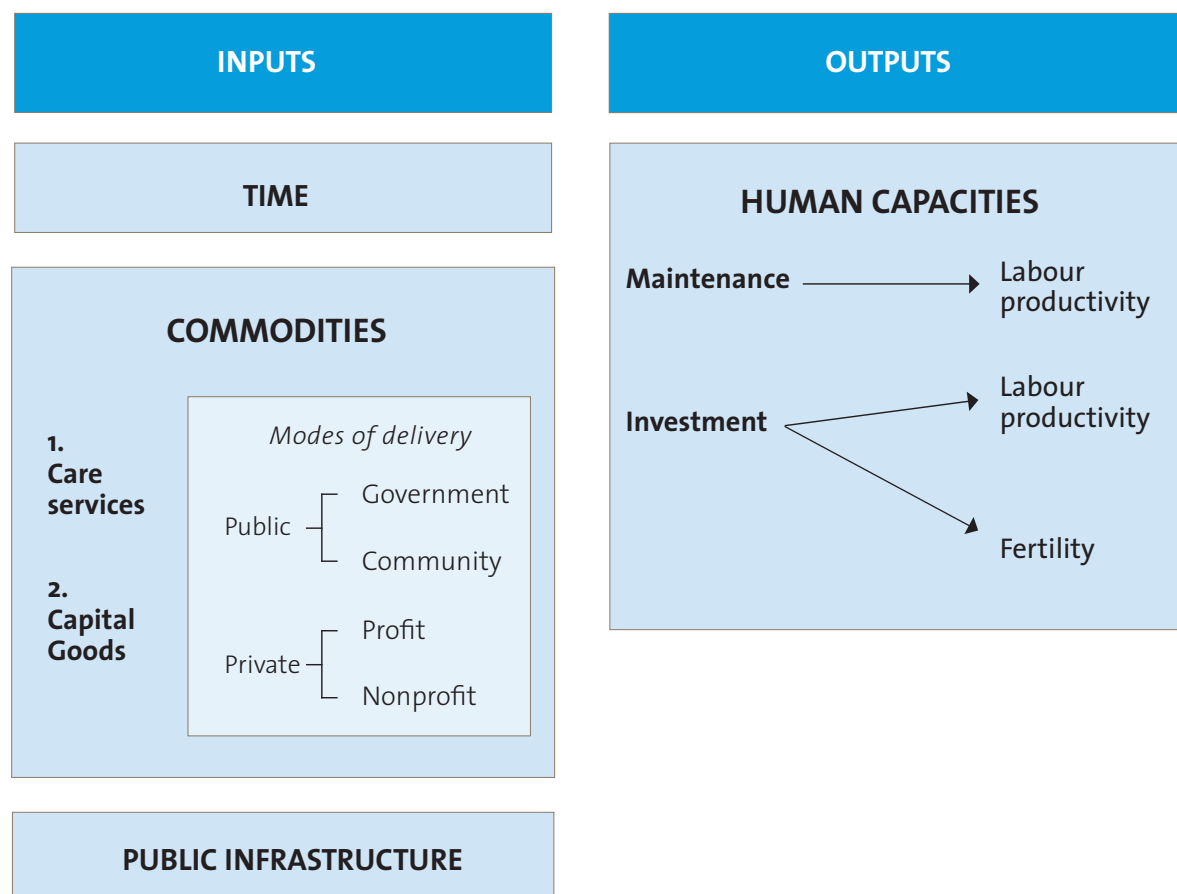 INPUTS
TIME
COMMODITIES
1.
Care
services
2.
Capital
Goods
Modes of delivery
Public
Government
Community
Private
Profit
Nonprofit
PUBLIC INFRASTRUCTURE
OUTPUTS
HUMAN CAPACITIES
Maintenance
Labour
productivity
Investment
Labour
productivity
Fertility